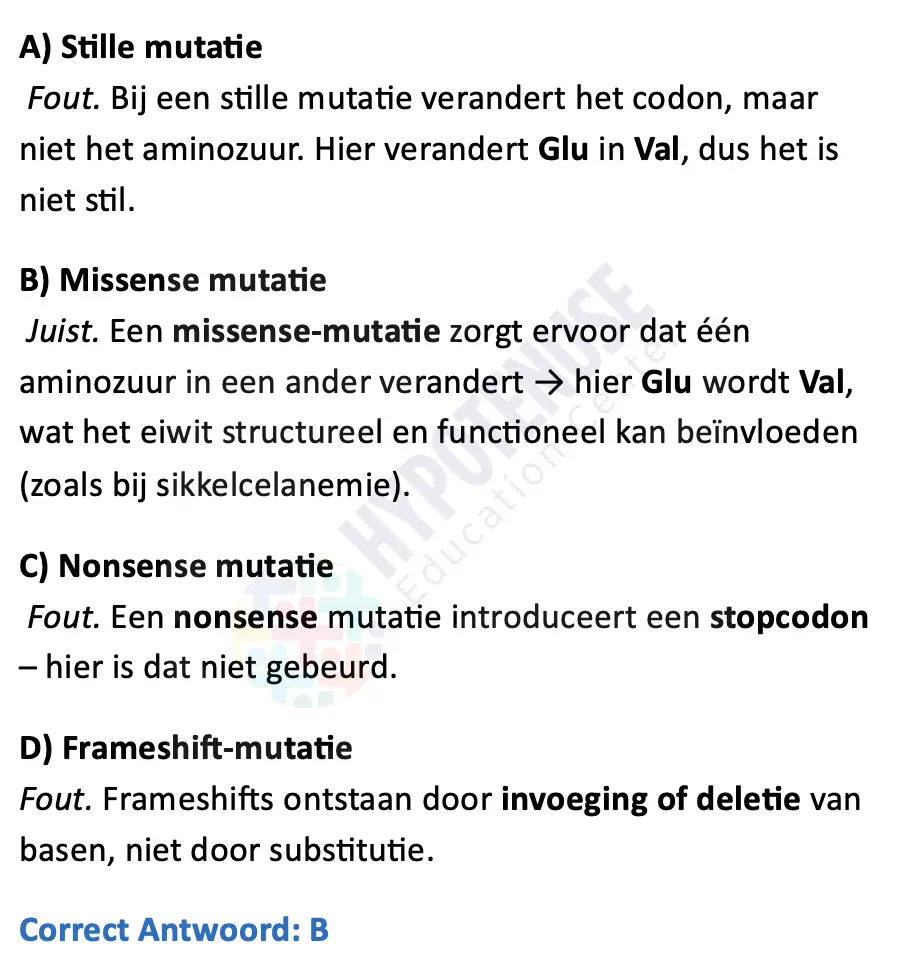 A) Stille mutatie
Fout. Bij een stille mutatie verandert het codon, maar
niet het aminozuur. Hier verandert Glu in Val, dus het is
niet stil.
B) Missense mutatie
Juist. Een missense-mutatie zorgt ervoor dat één
aminozuur in een ander verandert → hier Glu wordt Val,
wat het eiwit structureel en functioneel kan beïnvloeden
(zoals bij sikkelcelanemie).
C) Nonsense mutatie
Fout. Een nonsense mutatie introduceert een stopcodon
– hier is dat niet gebeurd.
D) Frameshift-mutatie
Fout. Frameshifts ontstaan door invoeging of deletie van
basen, niet door substitutie.
Correct Antwoord: B
HYPOTENUSE
Education Center